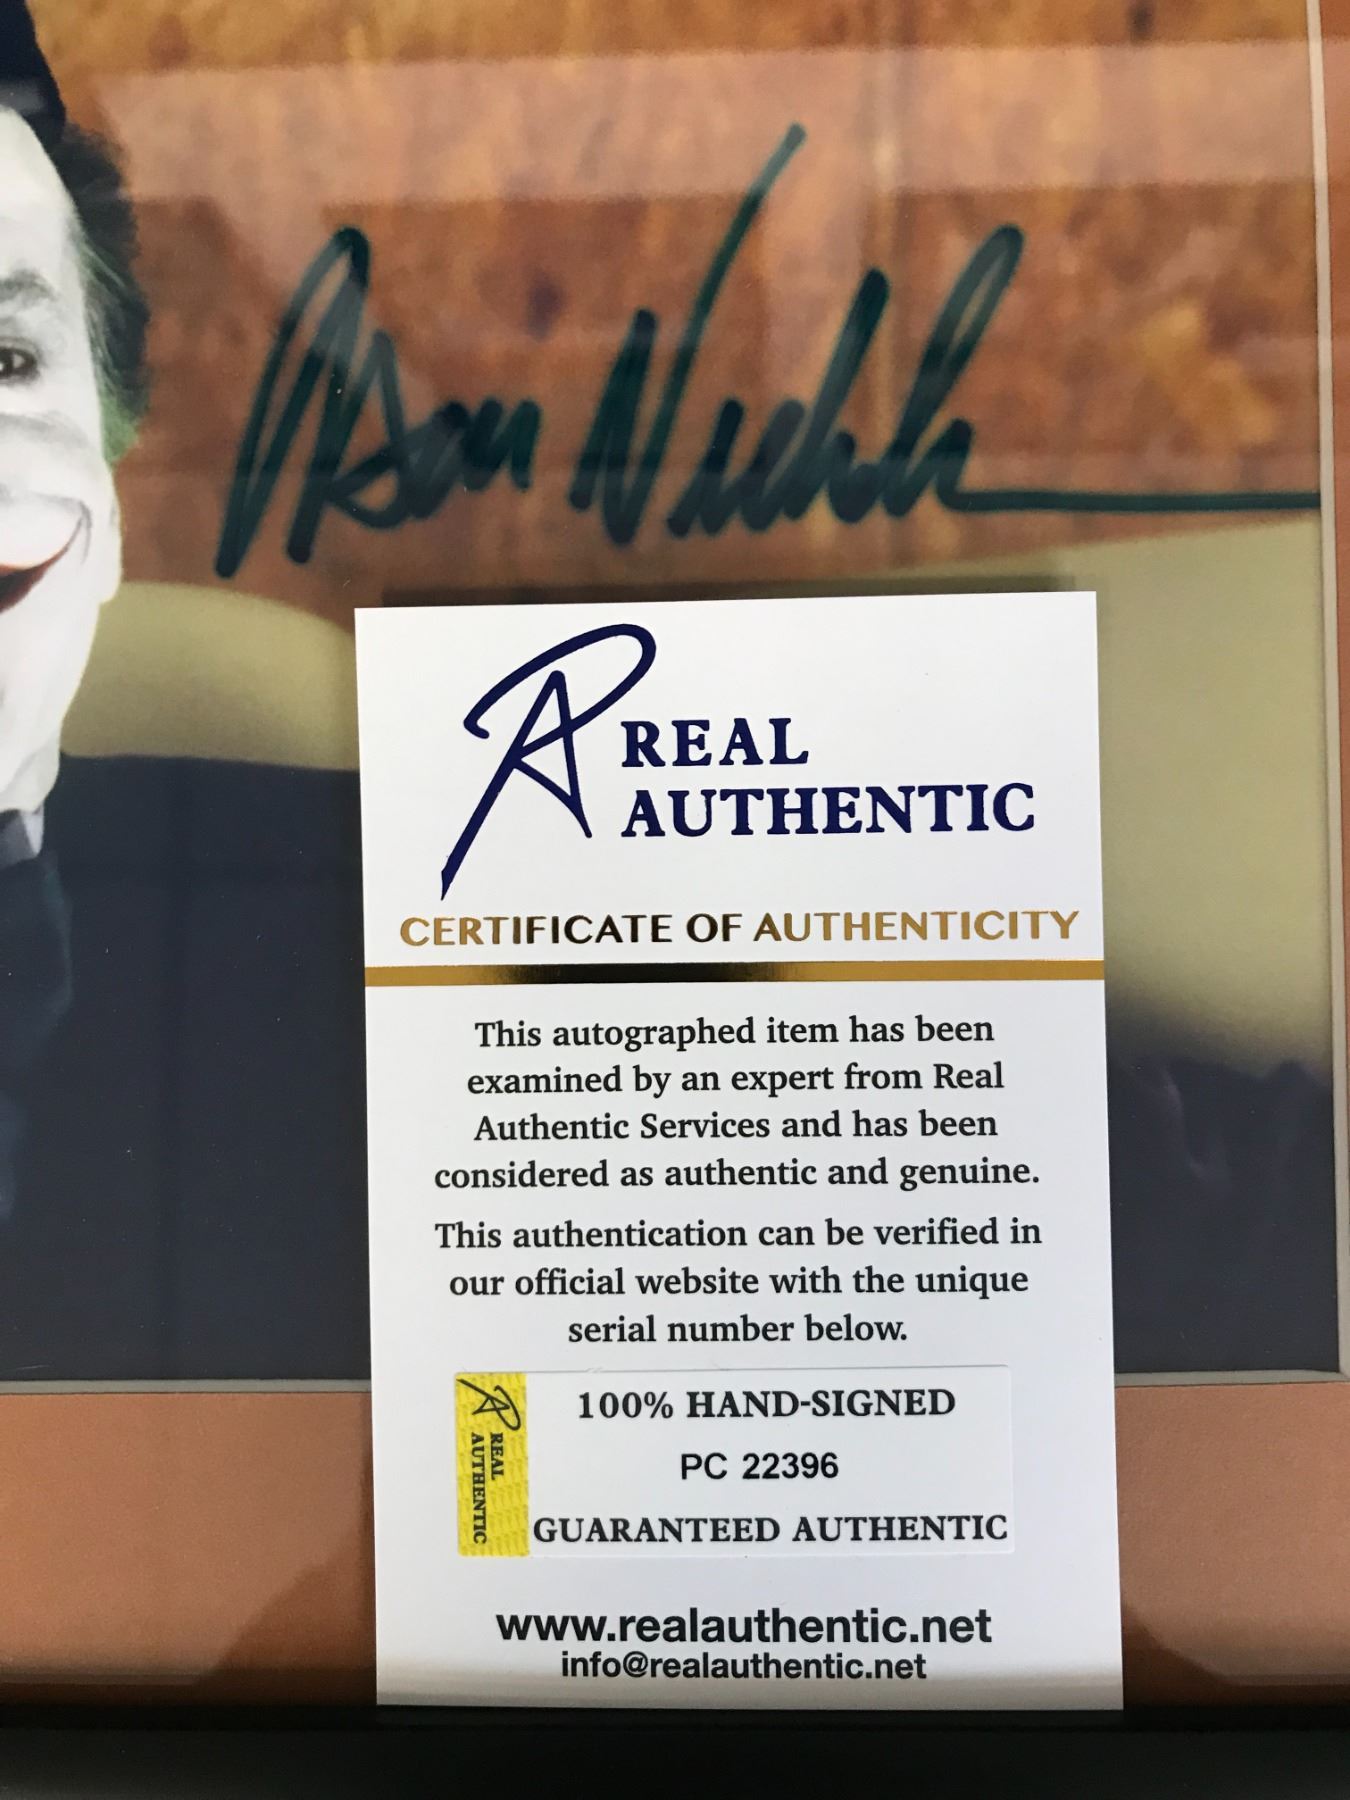 REAL
AUTHENTIC
CERTIFICATE OF AUTHENTICITY
This autographed item has been
examined by an expert from Real
Authentic Services and has been
considered as authentic and genuine.
This authentication can be verified in
our official website with the unique
serial number below.
REAL
AUTHENTIC
100% HAND-SIGNED
PC 22396
GUARANTEED AUTHENTIC
www.realauthentic.net
info@realauthentic.net